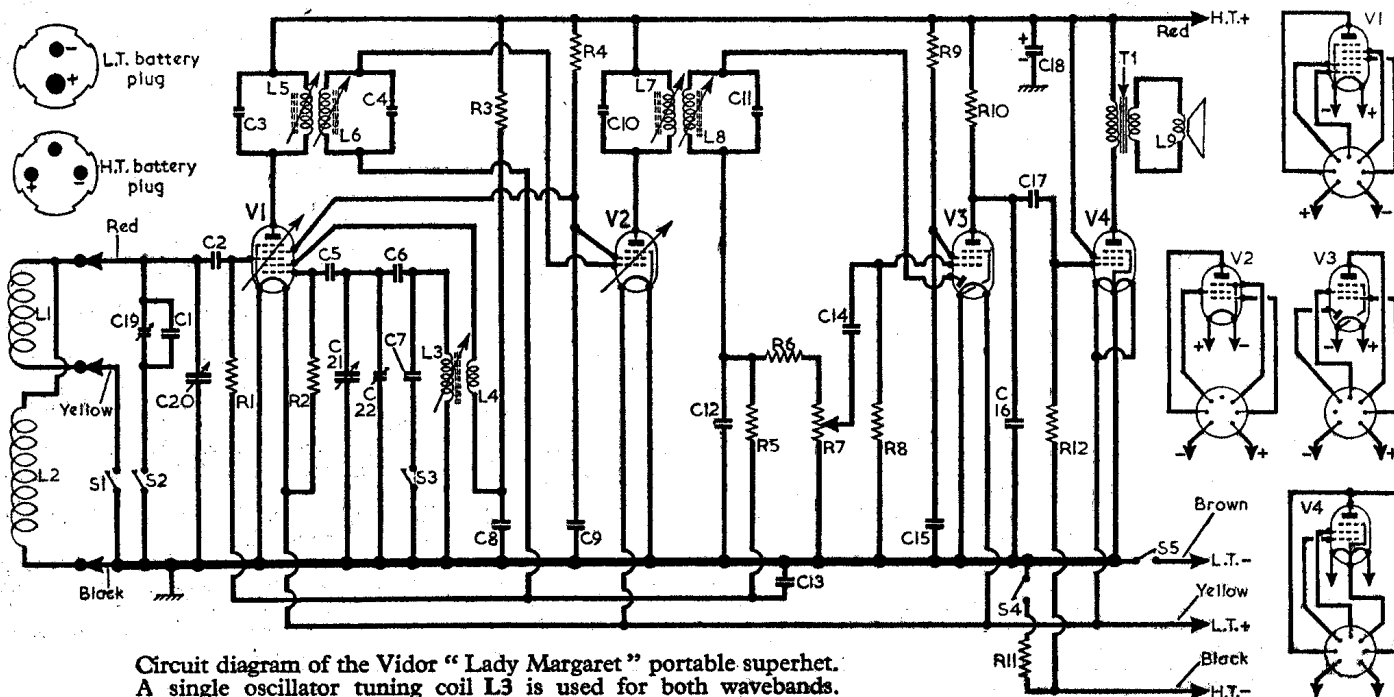 L.T. battery
plug
-
+
H.T. battery
plug
+
-
H.T.+
Red
R4
R9
+
-
C18
T1
L5
C3
C4
L6
R3
L7
C10
C11
L8
R10
L9
C17
V1
V2
V3
V4
Red
C2
C5
C6
L1
C19
C1
C7
L3
C14
R6
Yellow
C20
R1
R2
C
21
C
22
L4
C12
R5
R7
R8
C
16
R12
L2
S1
S2
S3
C8
C9
C15
Brown
S5
L.T.-
Black
C13
S4
Yellow
L.T.+
R11
Black
H.T.-
V1
-
+
+
-
V2
+
-
-
+
V3
-
+
-
+
V4
Circuit diagram of the Vidor "Lady Margaret" portable superhet.
A single oscillator tuning coil L3 is used for both wavebands.